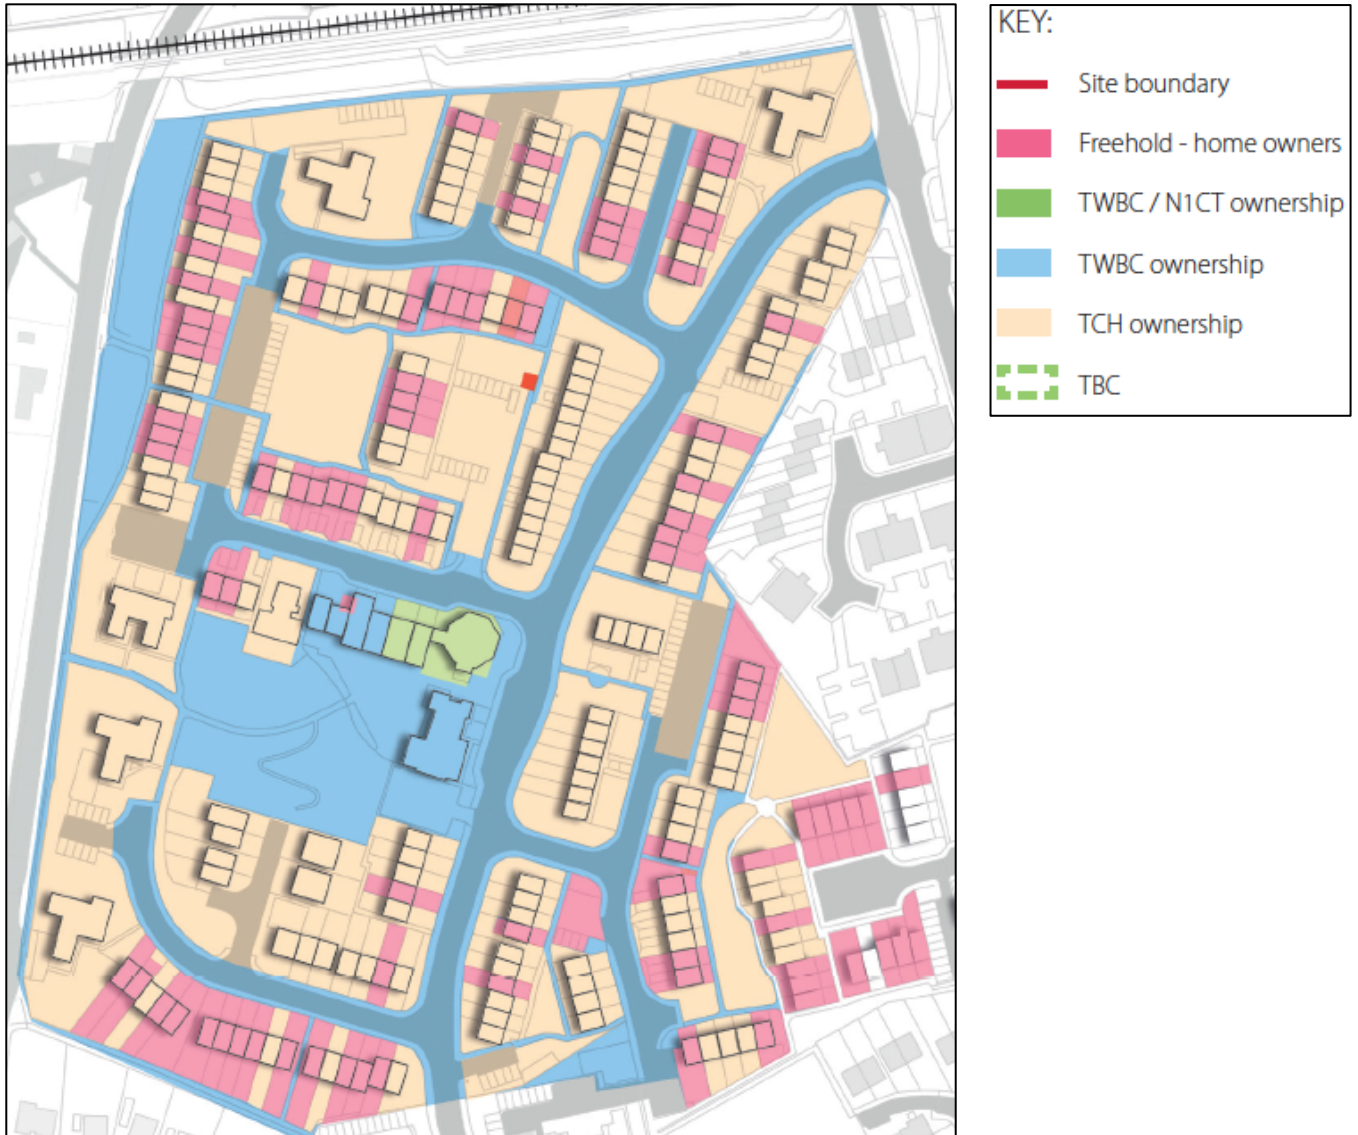 KEY:
Site boundary
Freehold - home owners
TWBC / N1CT ownership
TWBC ownership
TCH ownership
TBC